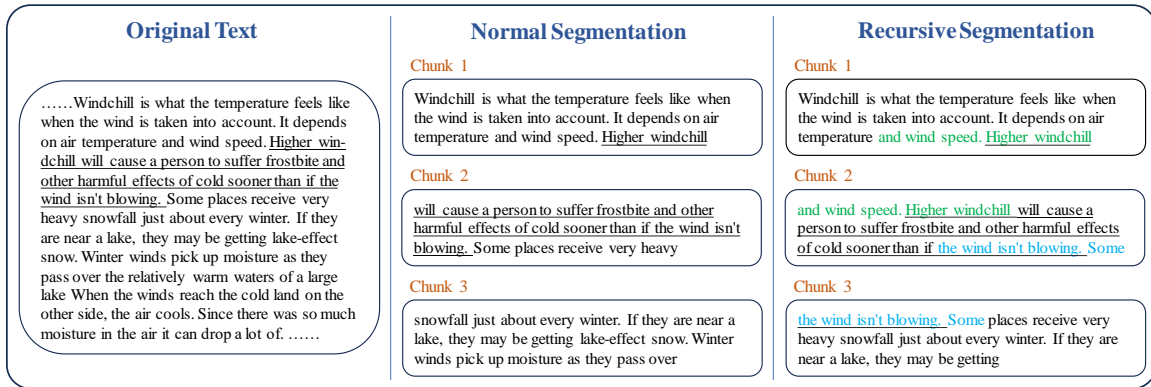 Original Text
……Windchill is what the temperature feels like
when the wind is taken into account. It depends
on air temperature and wind speed. Higher win-
dchill will cause a person to suffer frostbite and
other harmful effects of cold sooner than if the
wind isn't blowing. Some places receive very
heavy snowfall just about every winter. If they
are near a lake, they may be getting lake-effect
snow. Winter winds pick up moisture as they
pass over the relatively warm waters of a large
lake When the winds reach the cold land on the
other side, the air cools. Since there was so much
moisture in the air it can drop a lot of. ……
Normal Segmentation
Chunk 1
Windchill is what the temperature feels like when
the wind is taken into account. It depends on air
temperature and wind speed. Higher windchill
Chunk 2
will cause a person to suffer frostbite and other
harmful effects of cold sooner than if the wind isn't
blowing. Some places receive very heavy
Chunk 3
snowfall just about every winter. If they are near a
lake, they may be getting lake-effect snow. Winter
winds pick up moisture as they pass over
Recursive Segmentation
Chunk 1
Windchill is what the temperature feels like when
the wind is taken into account. It depends on air
temperature and wind speed. Higher windchill
Chunk 2
and wind speed. Higher windchill will cause a
person to suffer frostbite and other harmful effects
of cold sooner than if the wind isn't blowing. Some
Chunk 3
the wind isn't blowing. Some places receive very
heavy snowfall just about every winter. If they are
near a lake, they may be getting